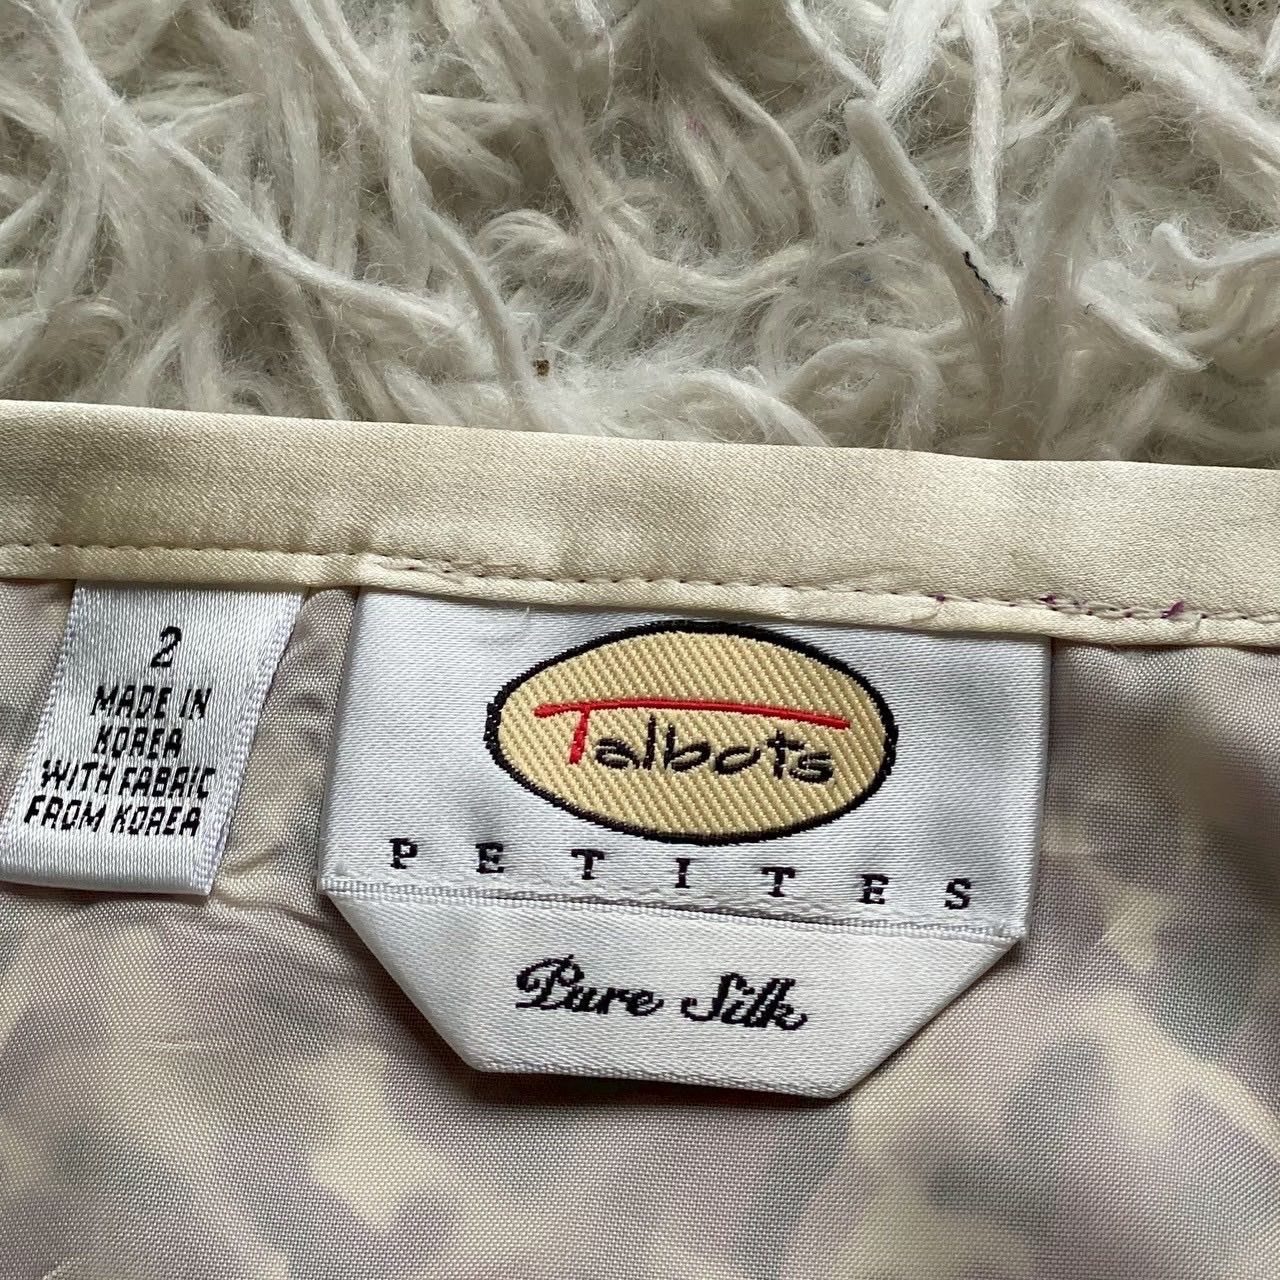 2
MADE IN
KOREA
WITH FABRIC
FROM KOREA
Talbots
PETITES
Pure Silk